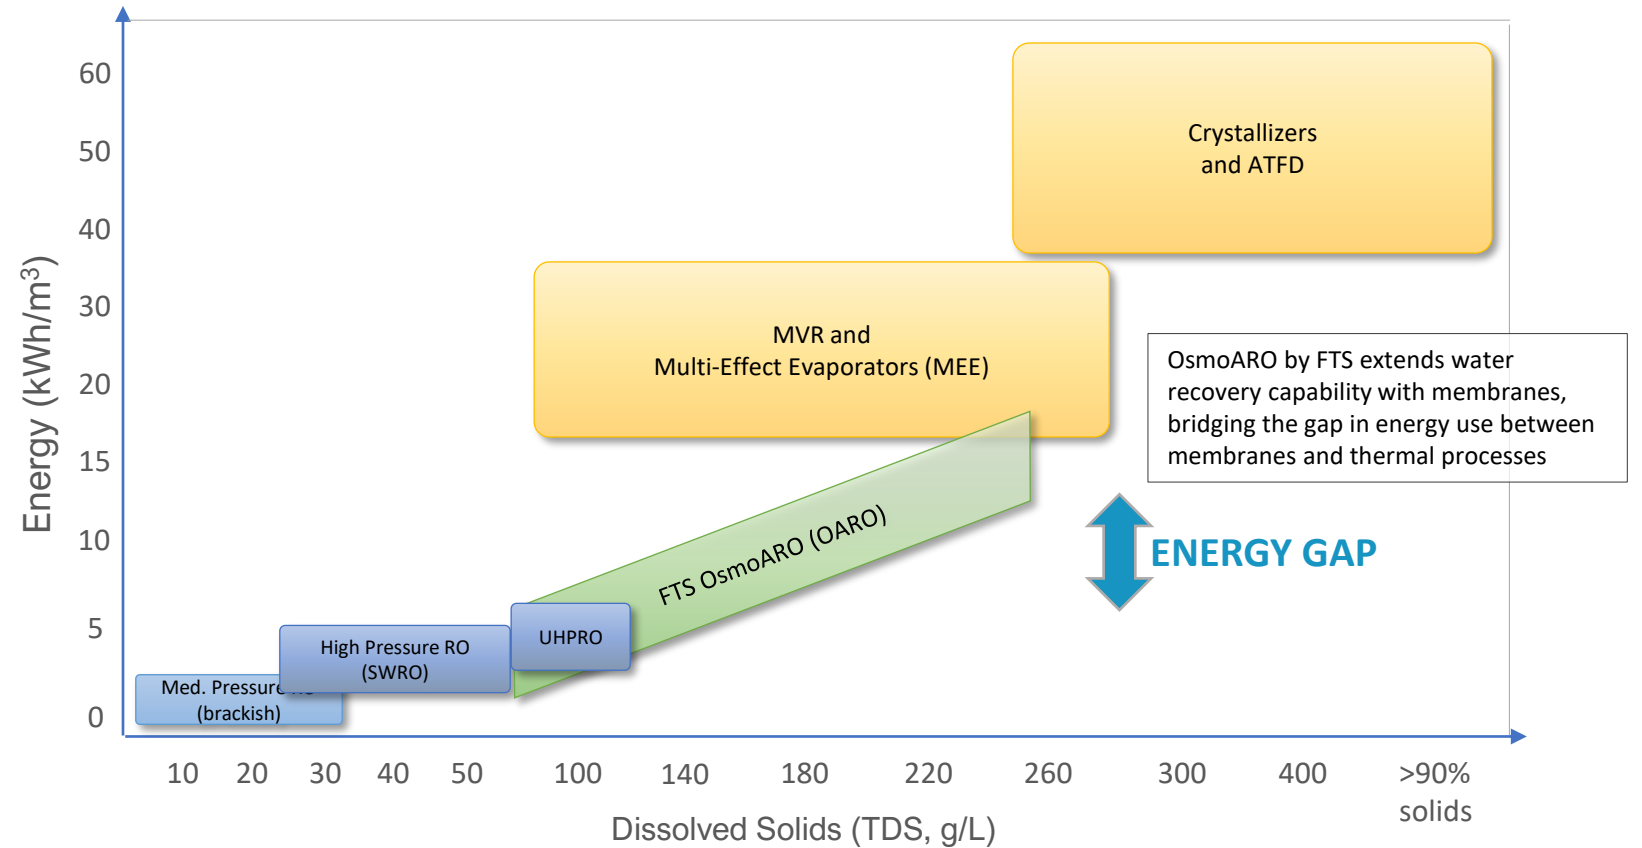 Energy (kWh/m³)
60
50
40
30
20
15
10
5
0
Crystallizers
and ATFD
MVR and
Multi-Effect Evaporators (MEE)
OsmoARO by FTS extends water
recovery capability with membranes,
bridging the gap in energy use between
membranes and thermal processes
ENERGY GAP
FTS OsmoARO (OARO)
UHPRO
High Pressure RO
(SWRO)
Med. Pressure
(brackish)
10 20 30 40 50 100 140 180 220 260 300 400 >90%
solids
Dissolved Solids (TDS, g/L)